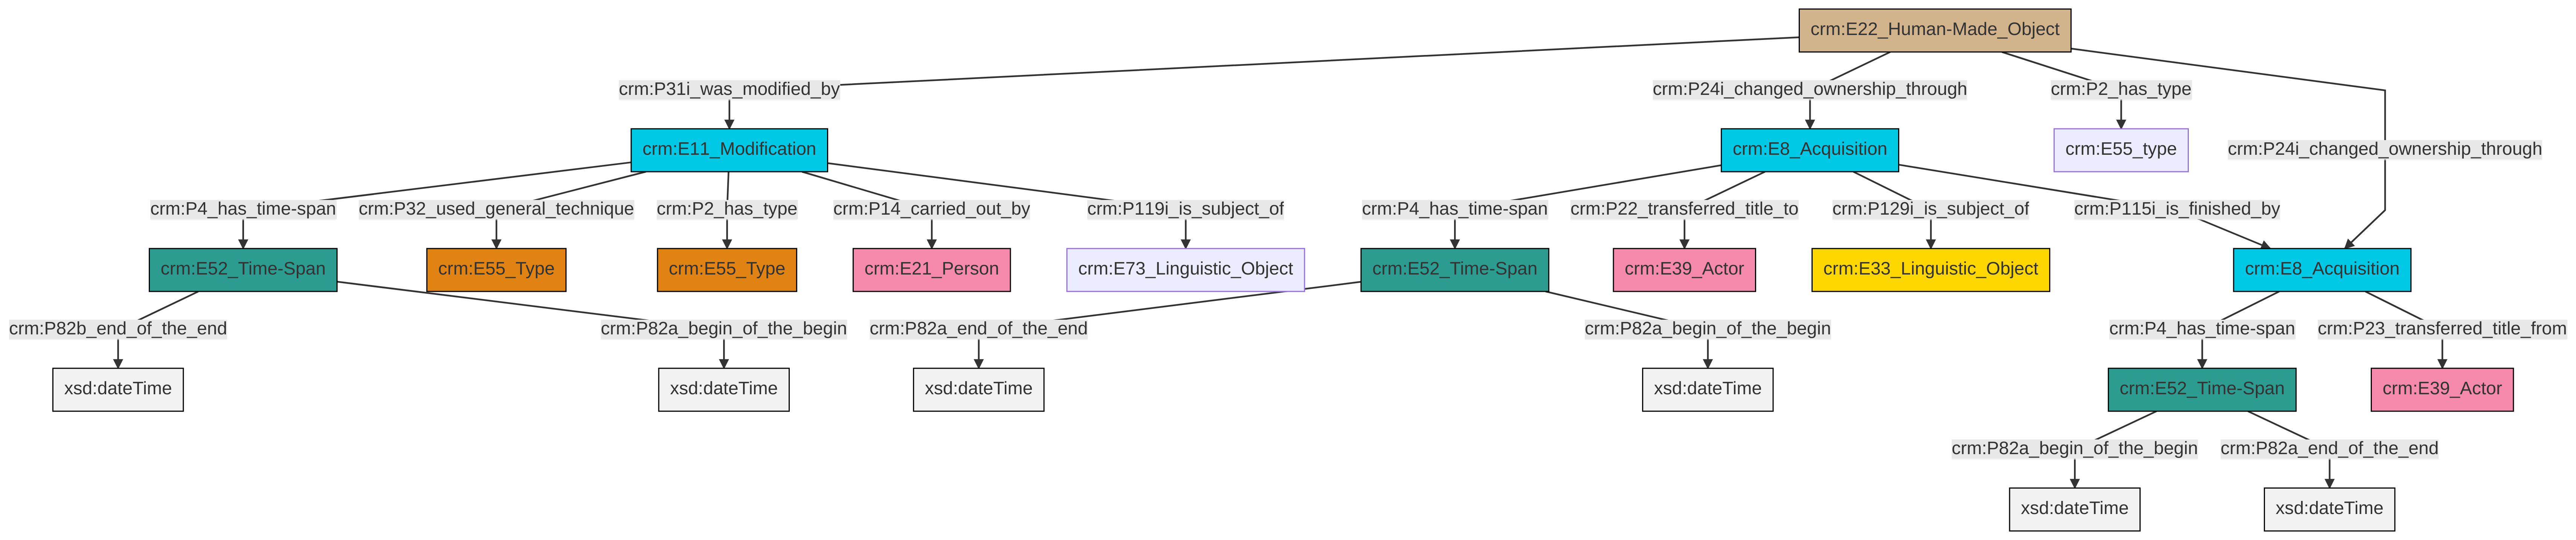 crm:E22_Human-Made_Object
crm:P31i_was_modified_by
crm:P24i_changed_ownership_through
crm:P2_has_type
crm:E11_Modification
crm:E8_Acquisition
crm:E55_type
crm:P24i_changed_ownership_through
crm:P4_has_time-span
crm:P32_used_general_technique
crm:P2_has_type
crm:P14_carried_out_by
crm:P119i_is_subject_of
crm:P4_has_time-span
crm:P22_transferred_title_to
crm:P129i_is_subject_of
crm:P115i_is_finished_by
crm:E52_Time-Span
crm:E55_Type
crm:E55_Type
crm:E21_Person
crm:E73_Linguistic_Object
crm:E52_Time-Span
crm:E39_Actor
crm:E33_Linguistic_Object
crm:E8_Acquisition
crm:P82b_end_of_the_end
crm:P82a_begin_of_the_begin
crm:P82a_end_of_the_end
crm:P82a_begin_of_the_begin
crm:P4_has_time-span
crm:P23_transferred_title_from
xsd:dateTime
xsd:dateTime
xsd:dateTime
xsd:dateTime
crm:E52_Time-Span
crm:E39_Actor
crm:P82a_begin_of_the_begin
crm:P82a_end_of_the_end
xsd:dateTime
xsd:dateTime